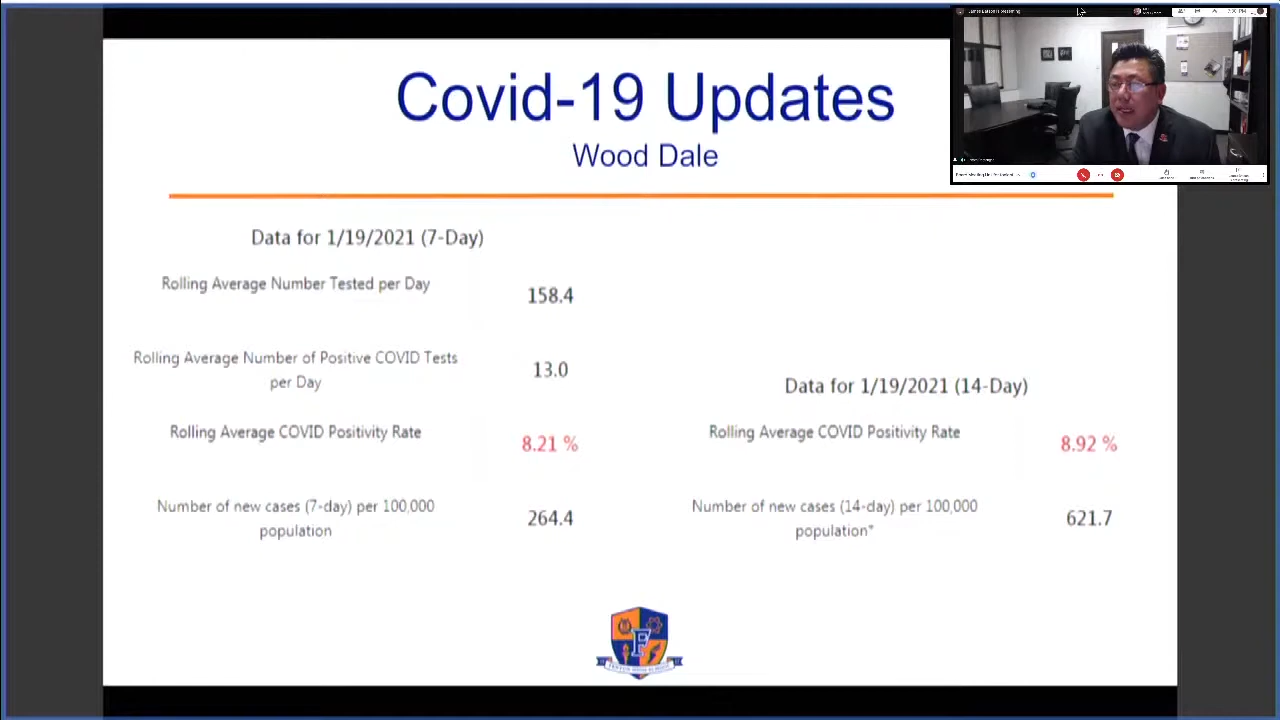 Covid-19 Updates
Wood Dale
Data for 1/19/2021 (7-Day)
Rolling Average Number Tested per Day
158.4
Rolling Average Number of Positive COVID Tests
per Day
13.0
Rolling Average COVID Positivity Rate
8.21 %
Number of new cases (7-day) per 100,000
population
264.4
Data for 1/19/2021 (14-Day)
Rolling Average COVID Positivity Rate
8.92 %
Number of new cases (14-day) per 100,000
population*
621.7
F